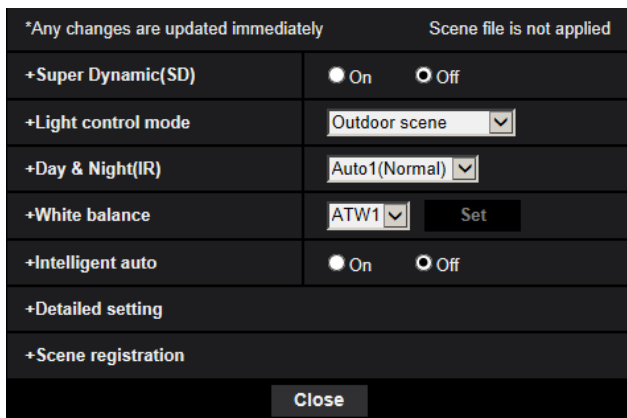 *Any changes are updated immediately Scene file is not applied
+Super Dynamic(SD) On Off
+Light control mode Outdoor scene
+Day & Night(IR) Auto1(Normal)
+White balance ATW1 Set
+Intelligent auto On Off
+Detailed setting
+Scene registration
Close